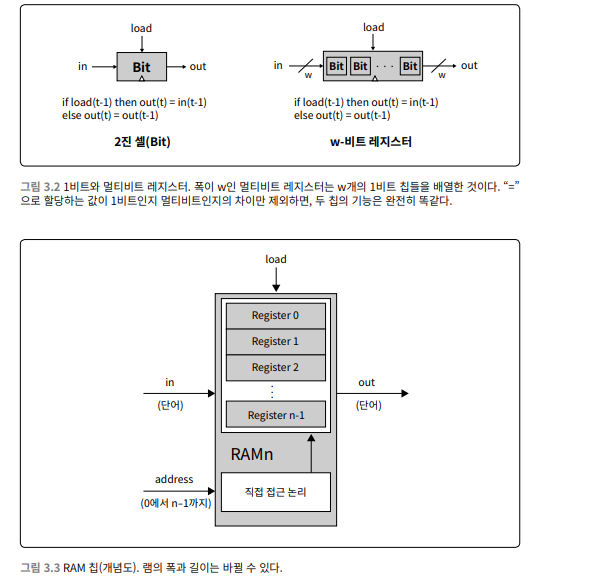 load
in
Bit
out
if load(t-1) then out(t) = in(t-1)
else out(t) = out(t-1)
2진 셀(Bit)
load
in
w
Bit Bit · · · Bit
w
out
if load(t-1) then out(t) = in(t-1)
else out(t) = out(t-1)
w-비트 레지스터
그림 3.2 1비트와 멀티비트 레지스터. 폭이 w인 멀티비트 레지스터는 w개의 1비트 칩들을 배열한 것이다. “=”
으로 할당하는 값이 1비트인지 멀티비트인지의 차이만 제외하면, 두 칩의 기능은 완전히 똑같다.
load
Register 0
Register 1
Register 2
⋮
Register n-1
in
(단어)
out
(단어)
RAMn
address
(0에서 n–1까지)
직접 접근 논리
그림 3.3 RAM 칩(개념도). 램의 폭과 길이는 바뀔 수 있다.